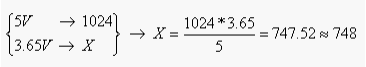 {5V → 1024
3.65V → X} → X = (1024*3.65)/5 = 747.52 ≈ 748